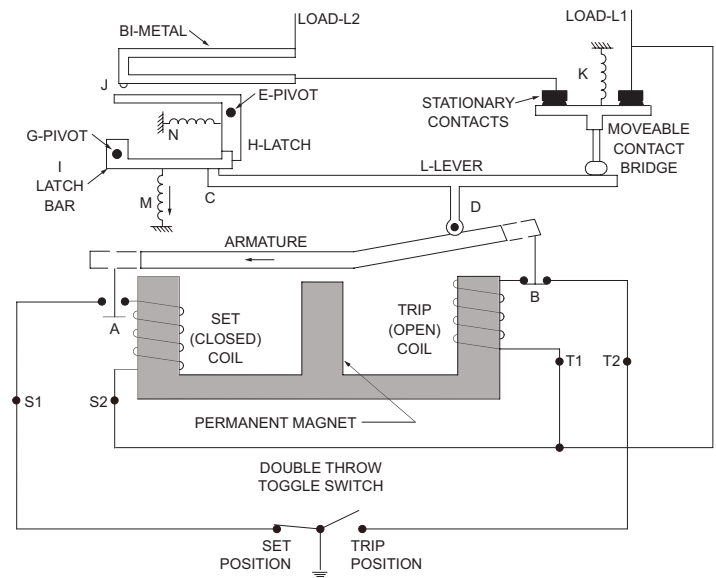 LOAD-L2
LOAD-L1
BI-METAL
K
J
E-PIVOT
STATIONARY
CONTACTS
N
G-PIVOT
H-LATCH
MOVEABLE
CONTACT
BRIDGE
I
LATCH
BAR
L-LEVER
M
C
D
ARMATURE
A
SET
(CLOSED)
COIL
TRIP
(OPEN)
COIL
B
T1
T2
S1
S2
PERMANENT MAGNET
DOUBLE THROW
TOGGLE SWITCH
SET
POSITION
TRIP
POSITION